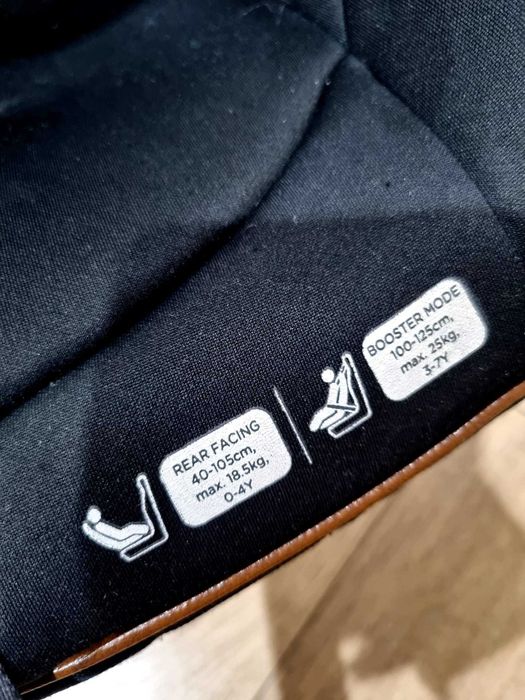 REAR FACING
40-105cm,
max. 18.5kg,
0-4Y
BOOSTER MODE
100-125cm,
max. 25kg,
3-7Y